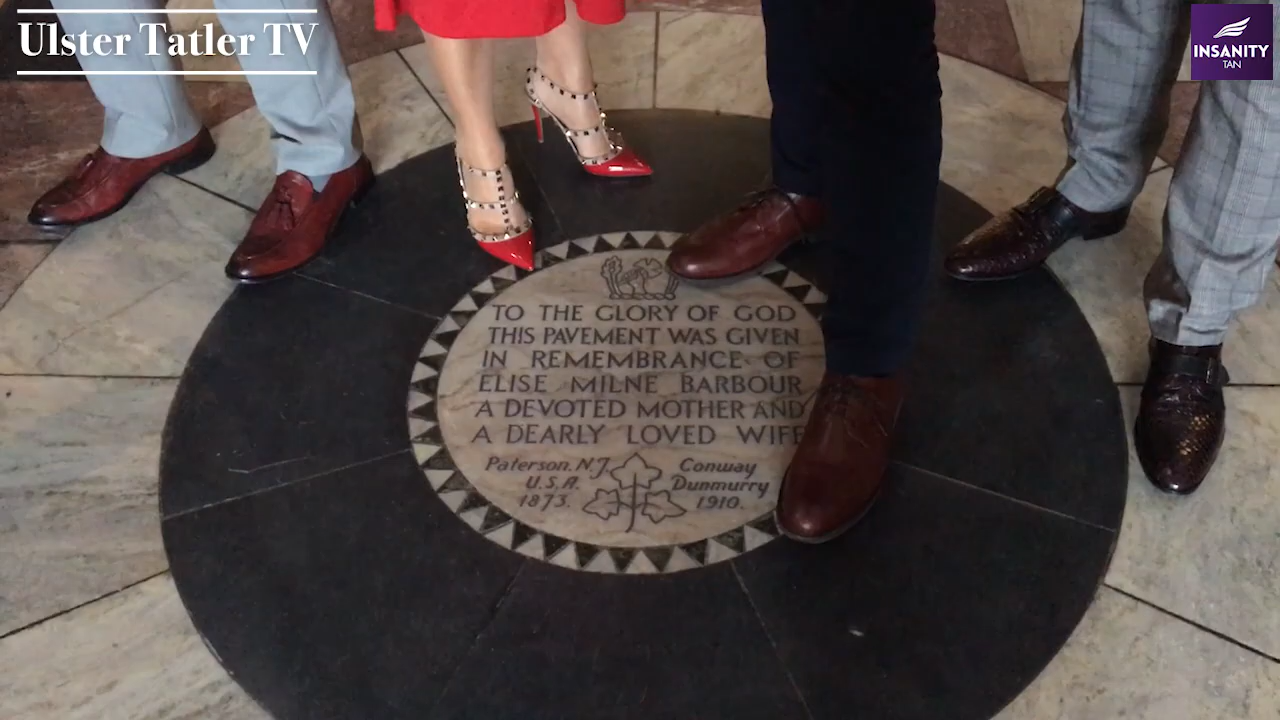 Ulster Tatler TV
INSANITY
TAN
TO THE GLORY OF GOD
THIS PAVEMENT WAS GIVEN
IN REMEMBRANCE OF
ELISE MILNE BARBOUR
A DEVOTED MOTHER AND
A DEARLY LOVED WIFE
Paterson. N.J. Conway
U.S.A. Dunmurry
1873. 1910.